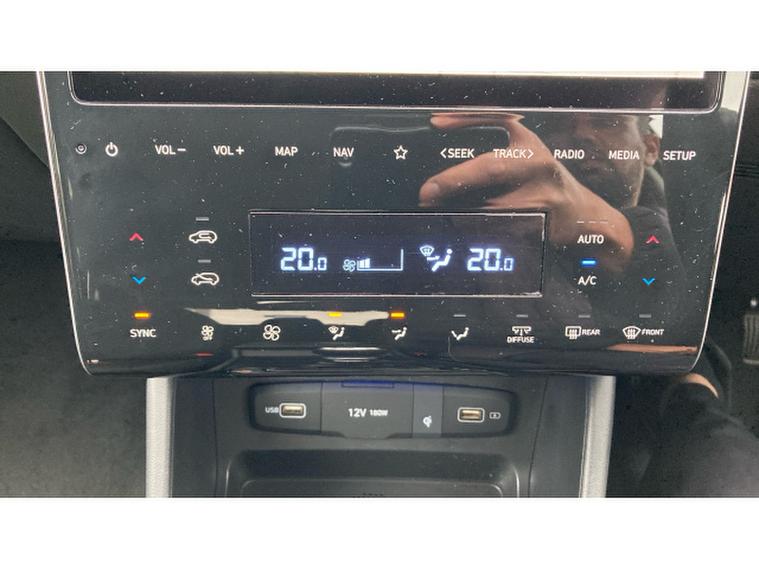 VOL− VOL+ MAP NAV <SEEK TRACK> RADIO MEDIA SETUP
AUTO
20.0 20.0
A/C
SYNC OFF DIFFUSE REAR FRONT
USB 12V 180W